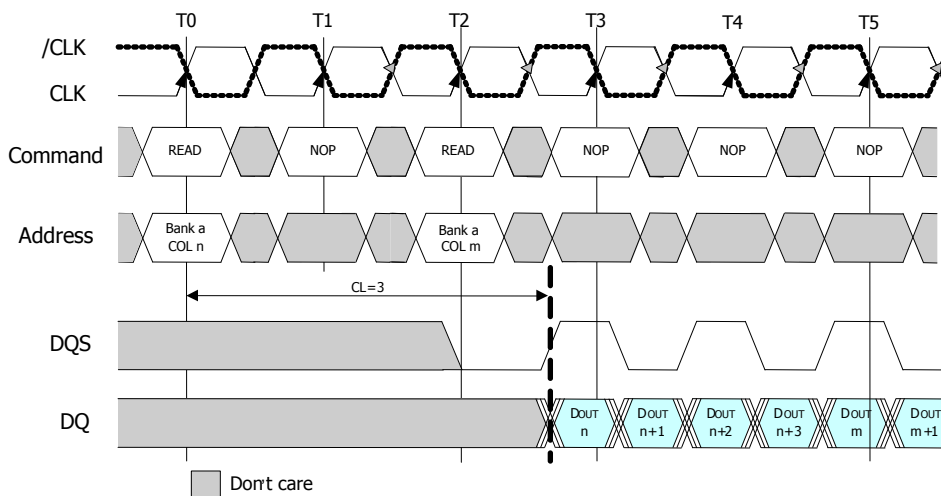 T0 T1 T2 T3 T4 T5
/CLK
CLK
Command READ NOP READ NOP NOP NOP
Address Bank a COL n Bank a COL m
CL=3
DQS
DQ DOUT n DOUT n+1 DOUT n+2 DOUT n+3 DOUT m DOUT m+1
Don't care